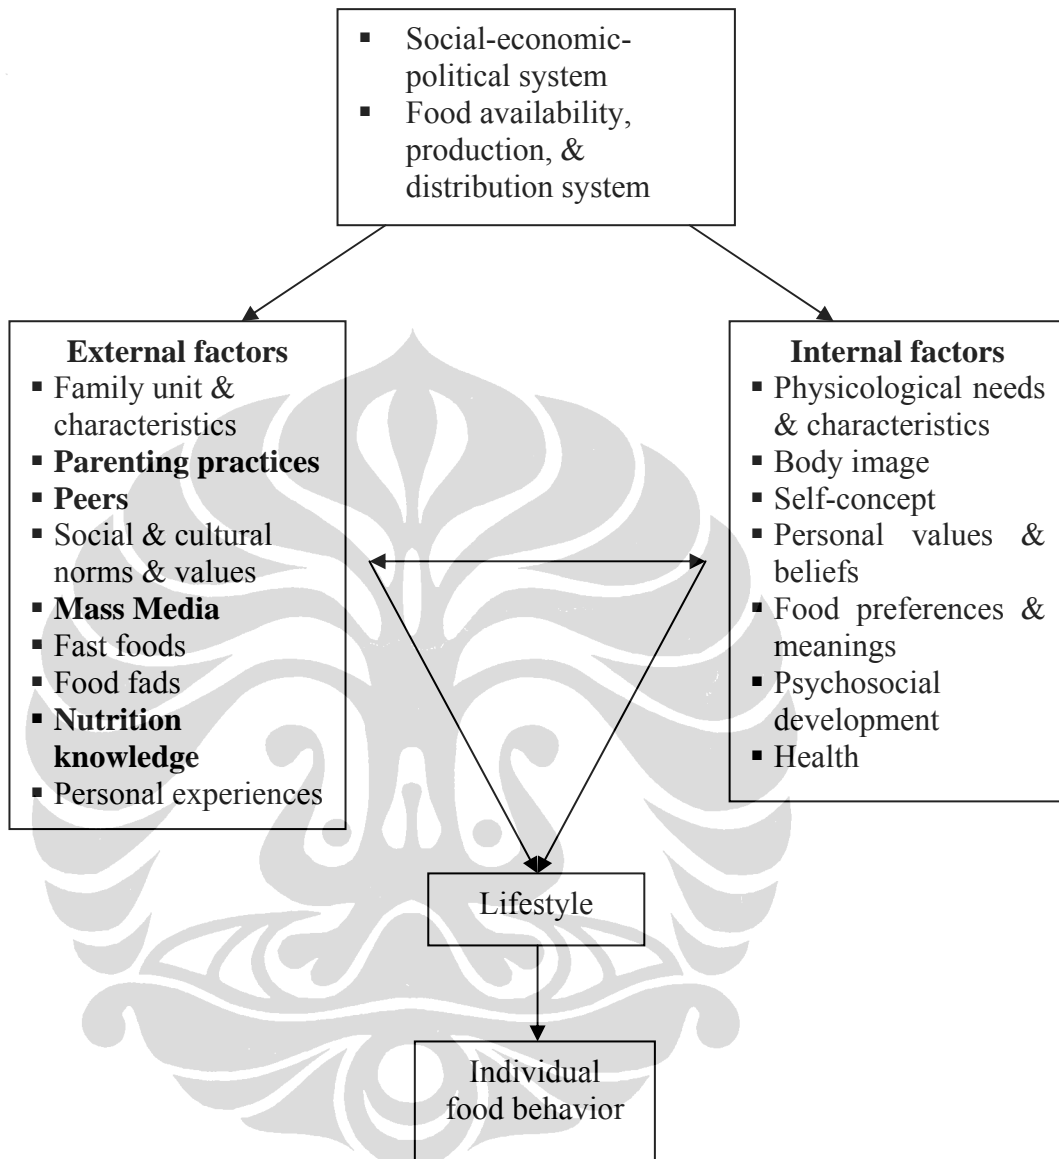 ▪ Social-economic-
political system
▪ Food availability,
production, &
distribution system
External factors
▪ Family unit &
characteristics
▪ Parenting practices
▪ Peers
▪ Social & cultural
norms & values
▪ Mass Media
▪ Fast foods
▪ Food fads
▪ Nutrition
knowledge
▪ Personal experiences
Internal factors
▪ Physicological needs
& characteristics
▪ Body image
▪ Self-concept
▪ Personal values &
beliefs
▪ Food preferences &
meanings
▪ Psychosocial
development
▪ Health
Lifestyle
Individual
food behavior